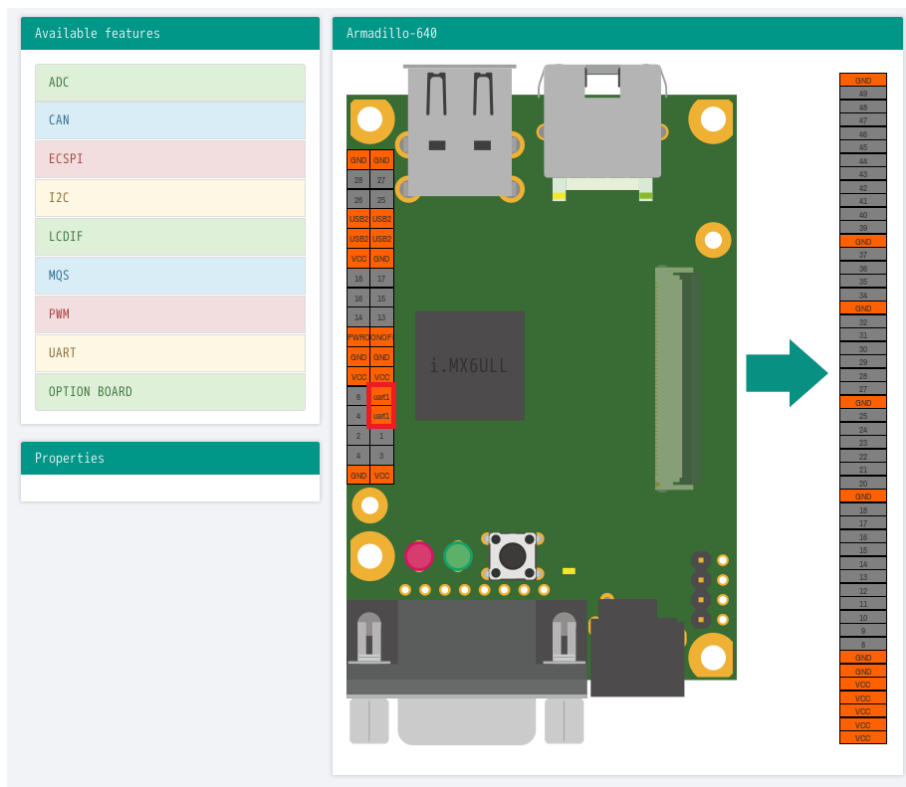 Available features
ADC
CAN
ECSPI
I2C
LCDIF
MQS
PWM
UART
OPTION BOARD
Properties
Armadillo-640
GND GND
28 27
26 25
USB2 USB2
USB2 USB2
VCC GND
18 17
16 15
14 13
GND GND
VCC VCC
6 uart1
4 uart1
2 1
4 3
GND VCC
i.MX6ULL
GND
49
48
47
46
45
44
43
42
41
40
39
GND
37
36
35
34
GND
32
31
30
29
28
27
GND
25
24
23
22
21
20
GND
18
17
16
15
14
13
12
11
10
9
8
GND
GND
VCC
VCC
VCC
VCC
VCC